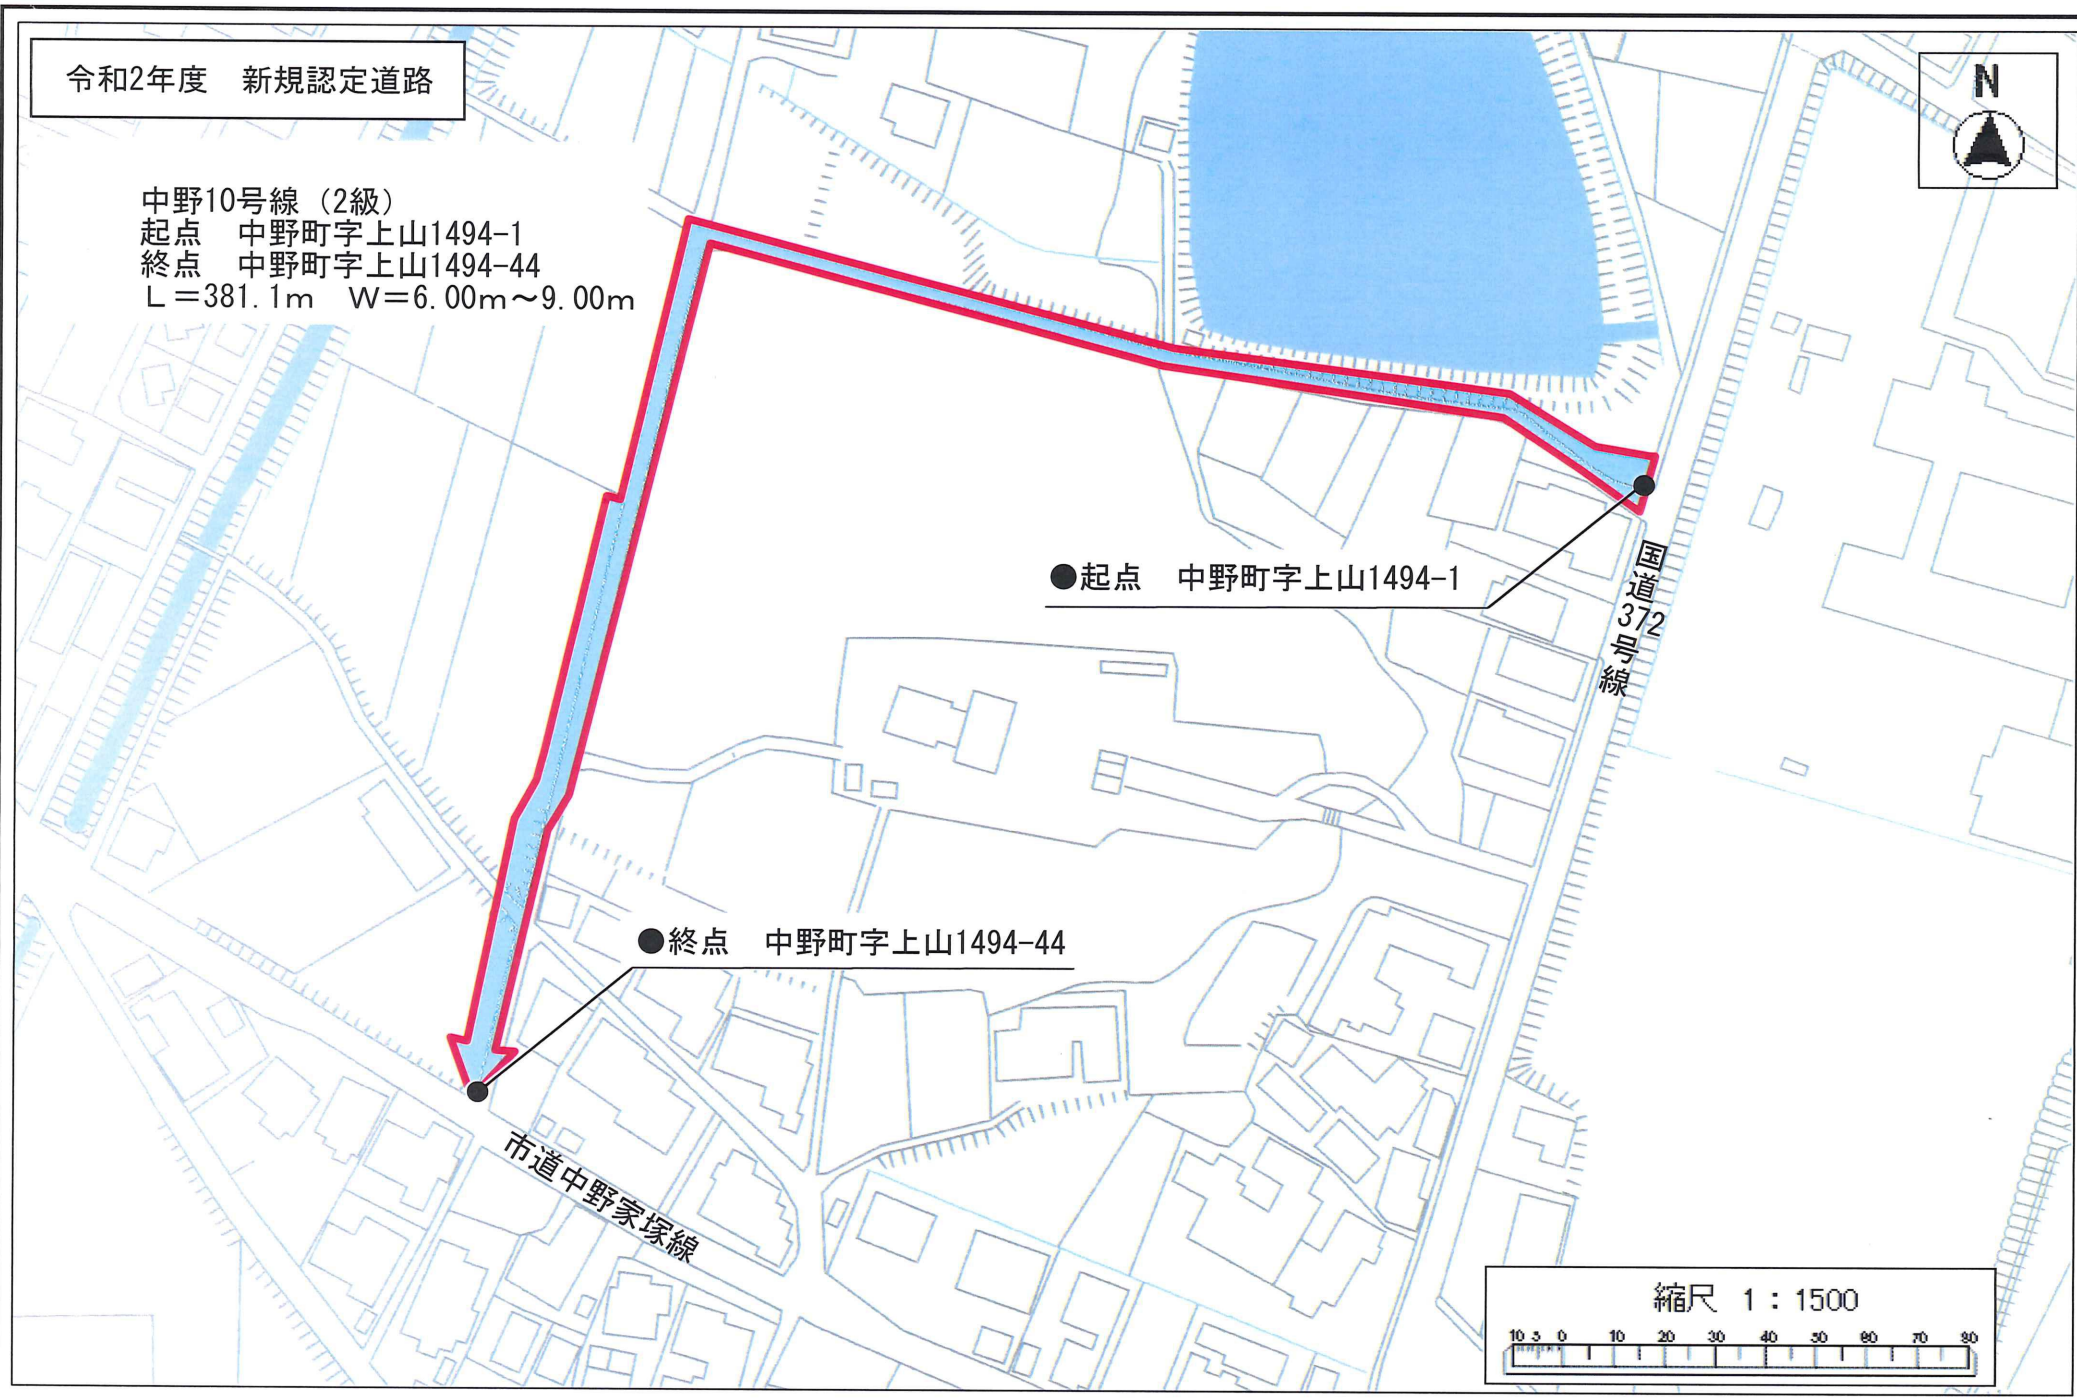 令和2年度　新規認定道路
N
中野10号線（2級）
起点　中野町字上山1494-1
終点　中野町字上山1494-44
L＝381.1m　W＝6.00m～9.00m
●起点　中野町字上山1494-1
国道372号線
●終点　中野町字上山1494-44
市道中野家塚線
縮尺 1：1500
10 5 0 10 20 30 40 50 60 70 80